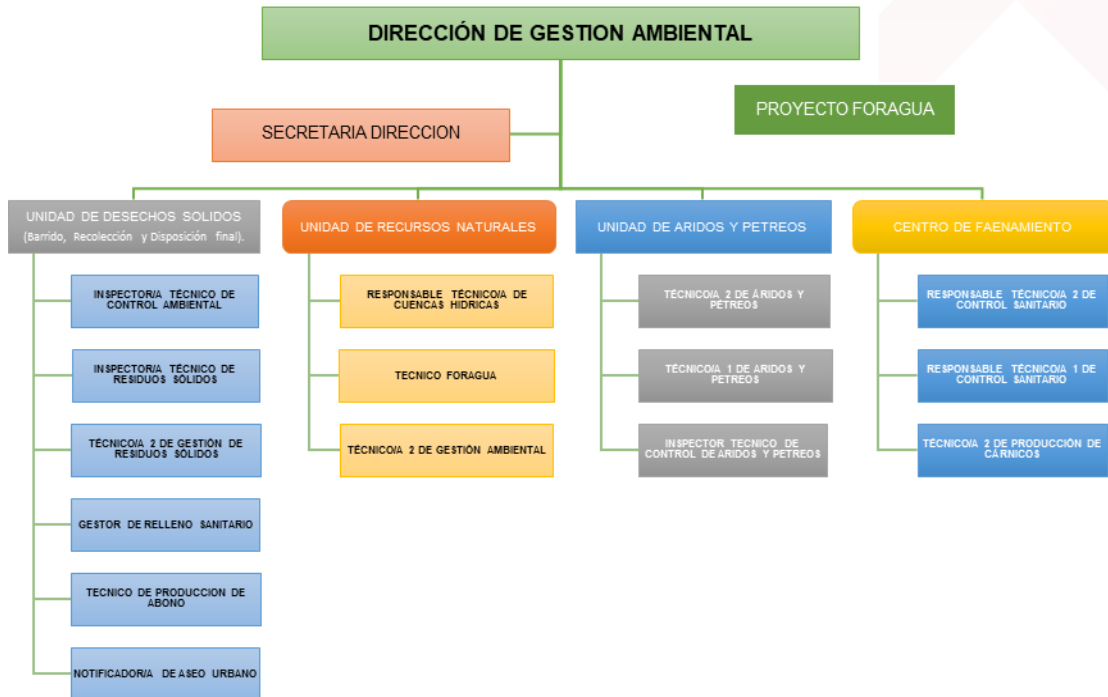 DIRECCIÓN DE GESTION AMBIENTAL
PROYECTO FORAGUA
SECRETARIA DIRECCION
UNIDAD DE DESECHOS SOLIDOS
(Barrido, Recolección y Disposición final).
INSPECTOR/A TÉCNICO DE
CONTROL AMBIENTAL
INSPECTOR/A TÉCNICO DE
RESIDUOS SÓLIDOS
TÉCNICO/A 2 DE GESTIÓN DE
RESIDUOS SÓLIDOS
GESTOR DE RELLENO SANITARIO
TECNICO DE PRODUCCION DE
ABONO
NOTIFICADOR/A DE ASEO URBANO
UNIDAD DE RECURSOS NATURALES
RESPONSABLE TÉCNICO/A DE
CUENCAS HIDRICAS
TECNICO FORAGUA
TÉCNICO/A 2 DE GESTIÓN AMBIENTAL
UNIDAD DE ARIDOS Y PETREOS
TÉCNICO/A 2 DE ÁRIDOS Y
PÉTREOS
TÉCNICO/A 1 DE ARIDOS Y
PETREOS
INSPECTOR TECNICO DE
CONTROL DE ARIDOS Y PETREOS
CENTRO DE FAENAMIENTO
RESPONSABLE TÉCNICO/A 2 DE
CONTROL SANITARIO
RESPONSABLE TÉCNICO/A 1 DE
CONTROL SANITARIO
TÉCNICO/A 2 DE PRODUCCIÓN DE
CÁRNICOS